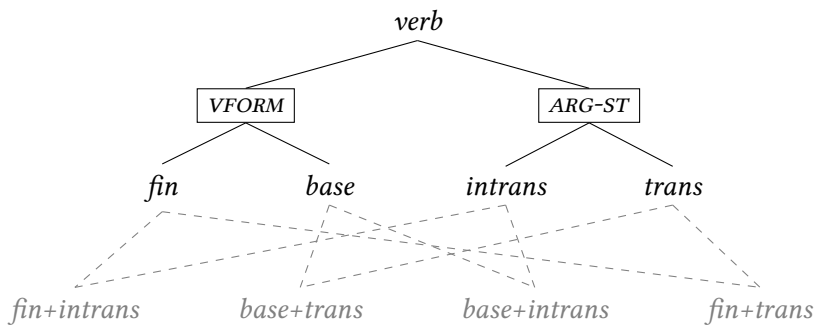 verb
VFORM ARG-ST
fin base intrans trans
fin+intrans base+trans base+intrans fin+trans